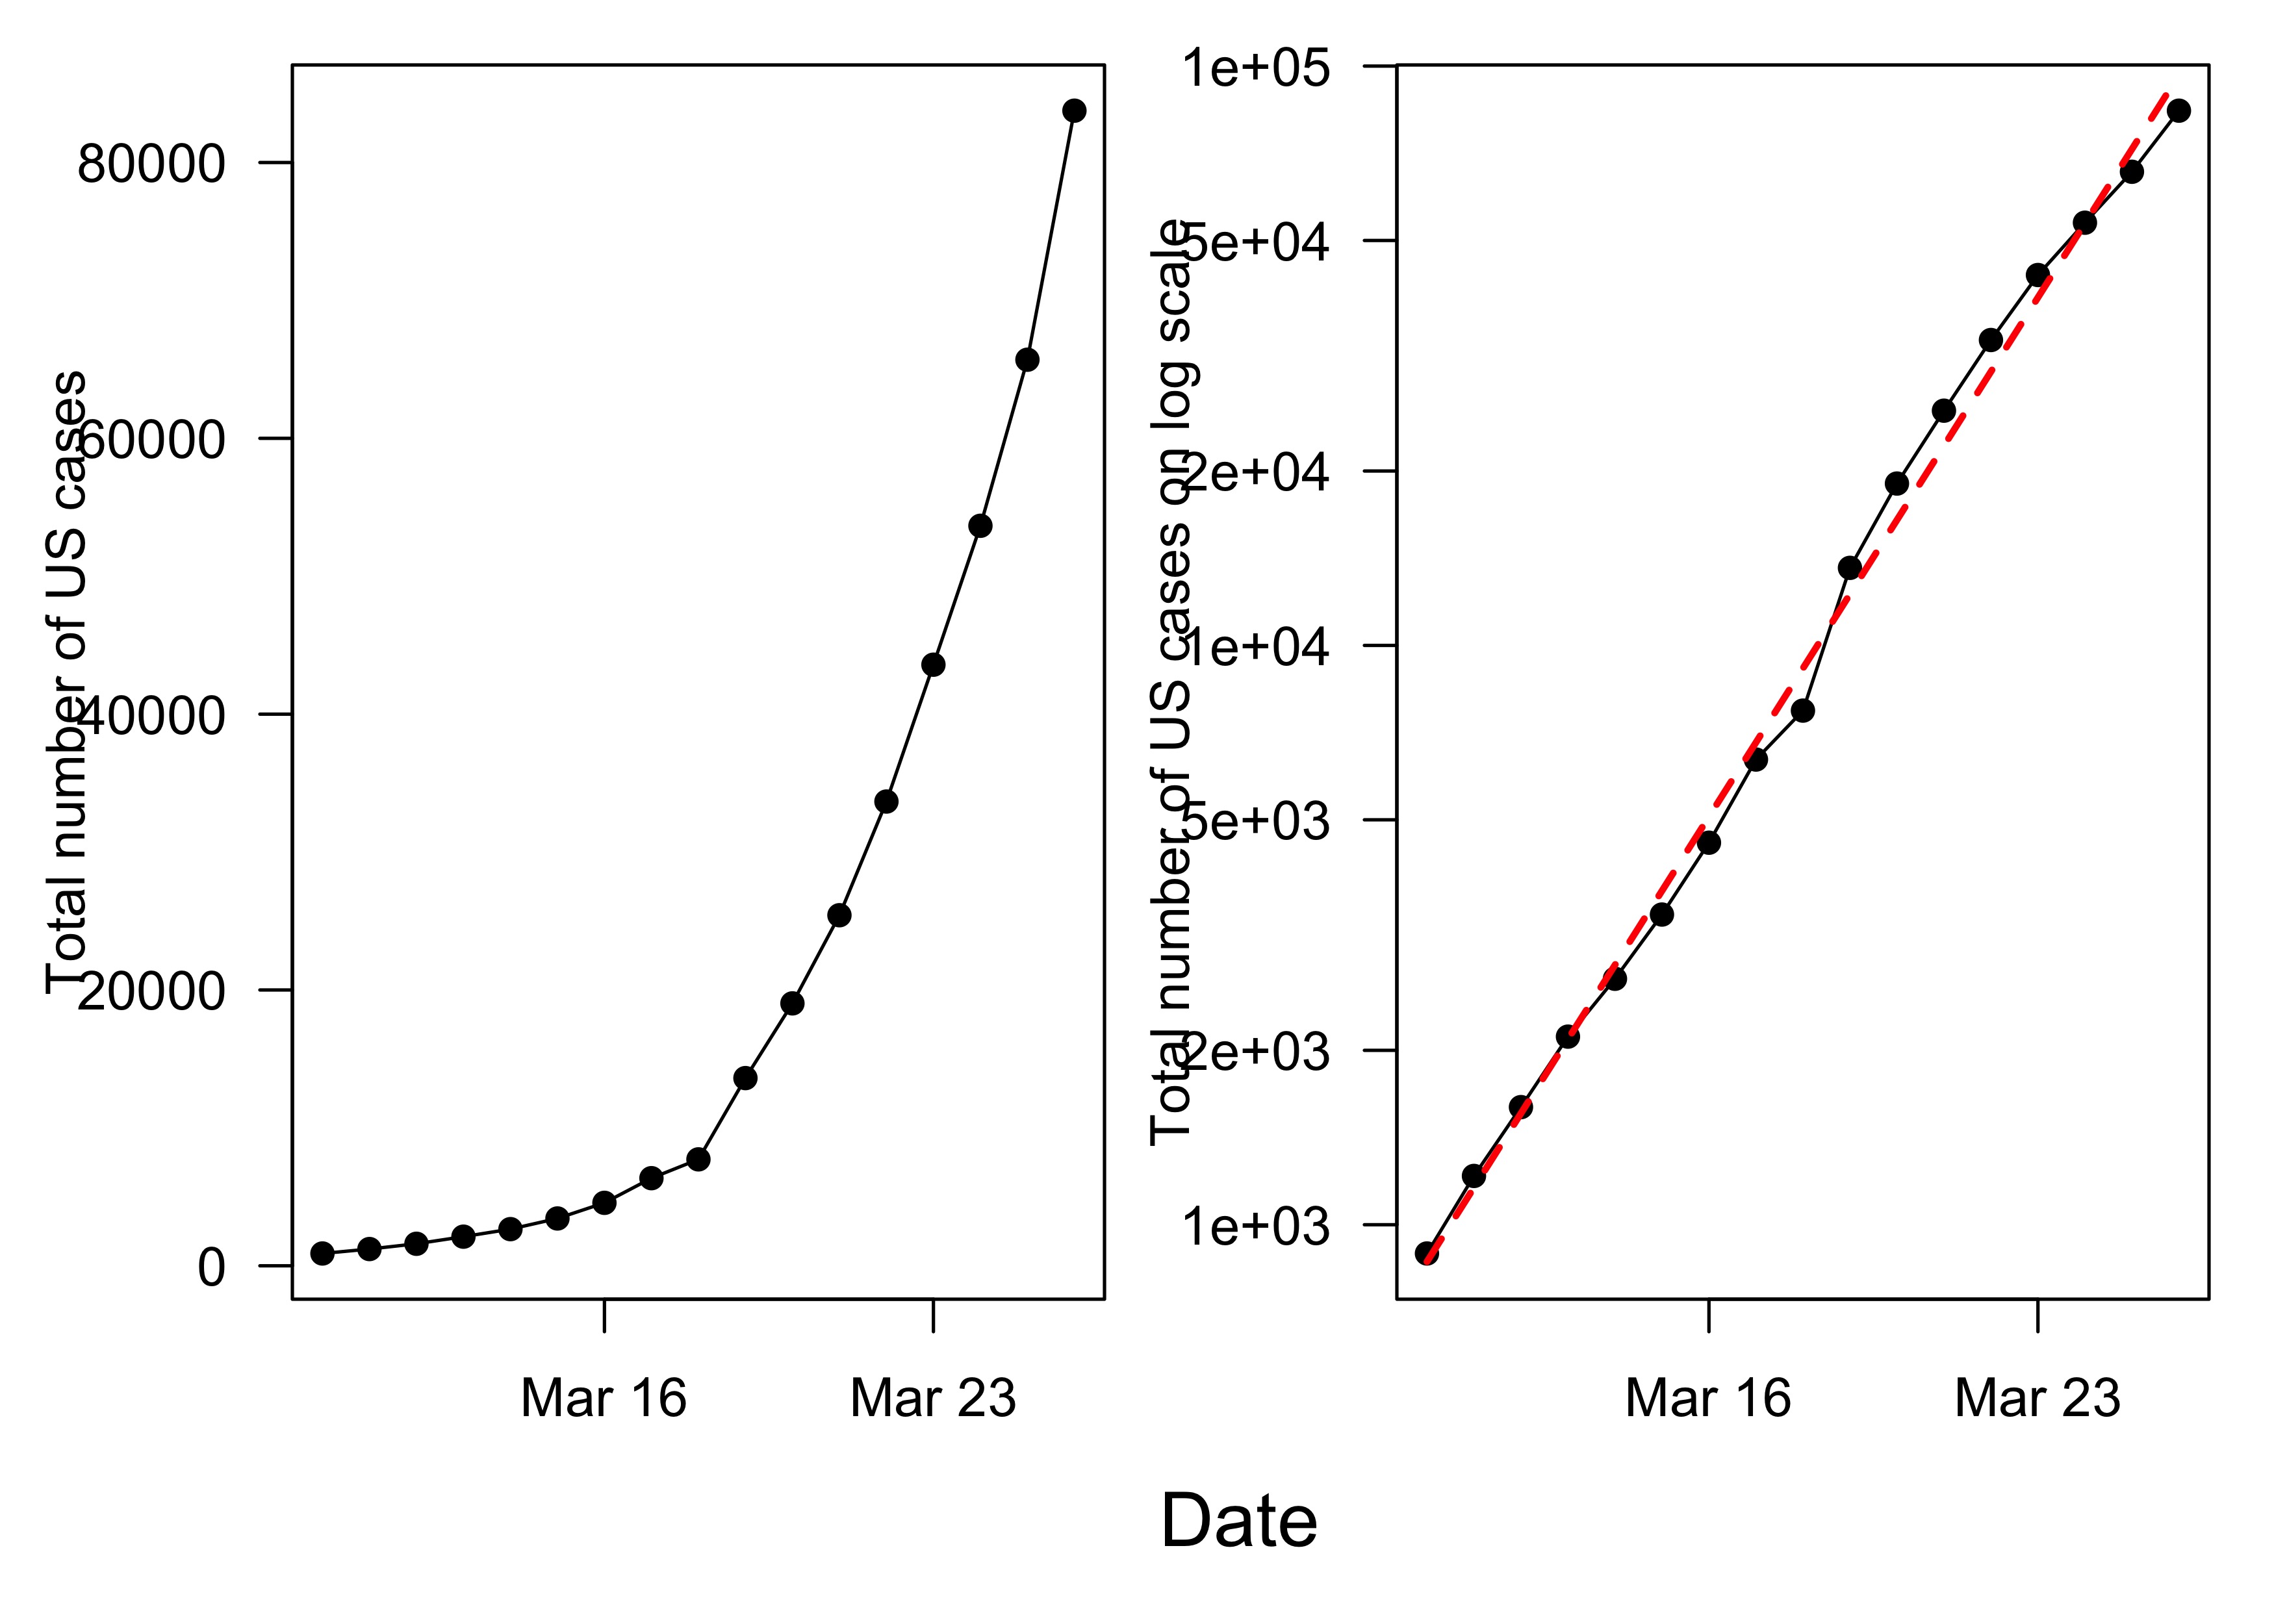 Total number of US cases
80000
60000
40000
20000
0
Mar 16
Mar 23
Total number of US cases on log scale
1e+05
5e+04
2e+04
1e+04
5e+03
2e+03
1e+03
Mar 16
Mar 23
Date